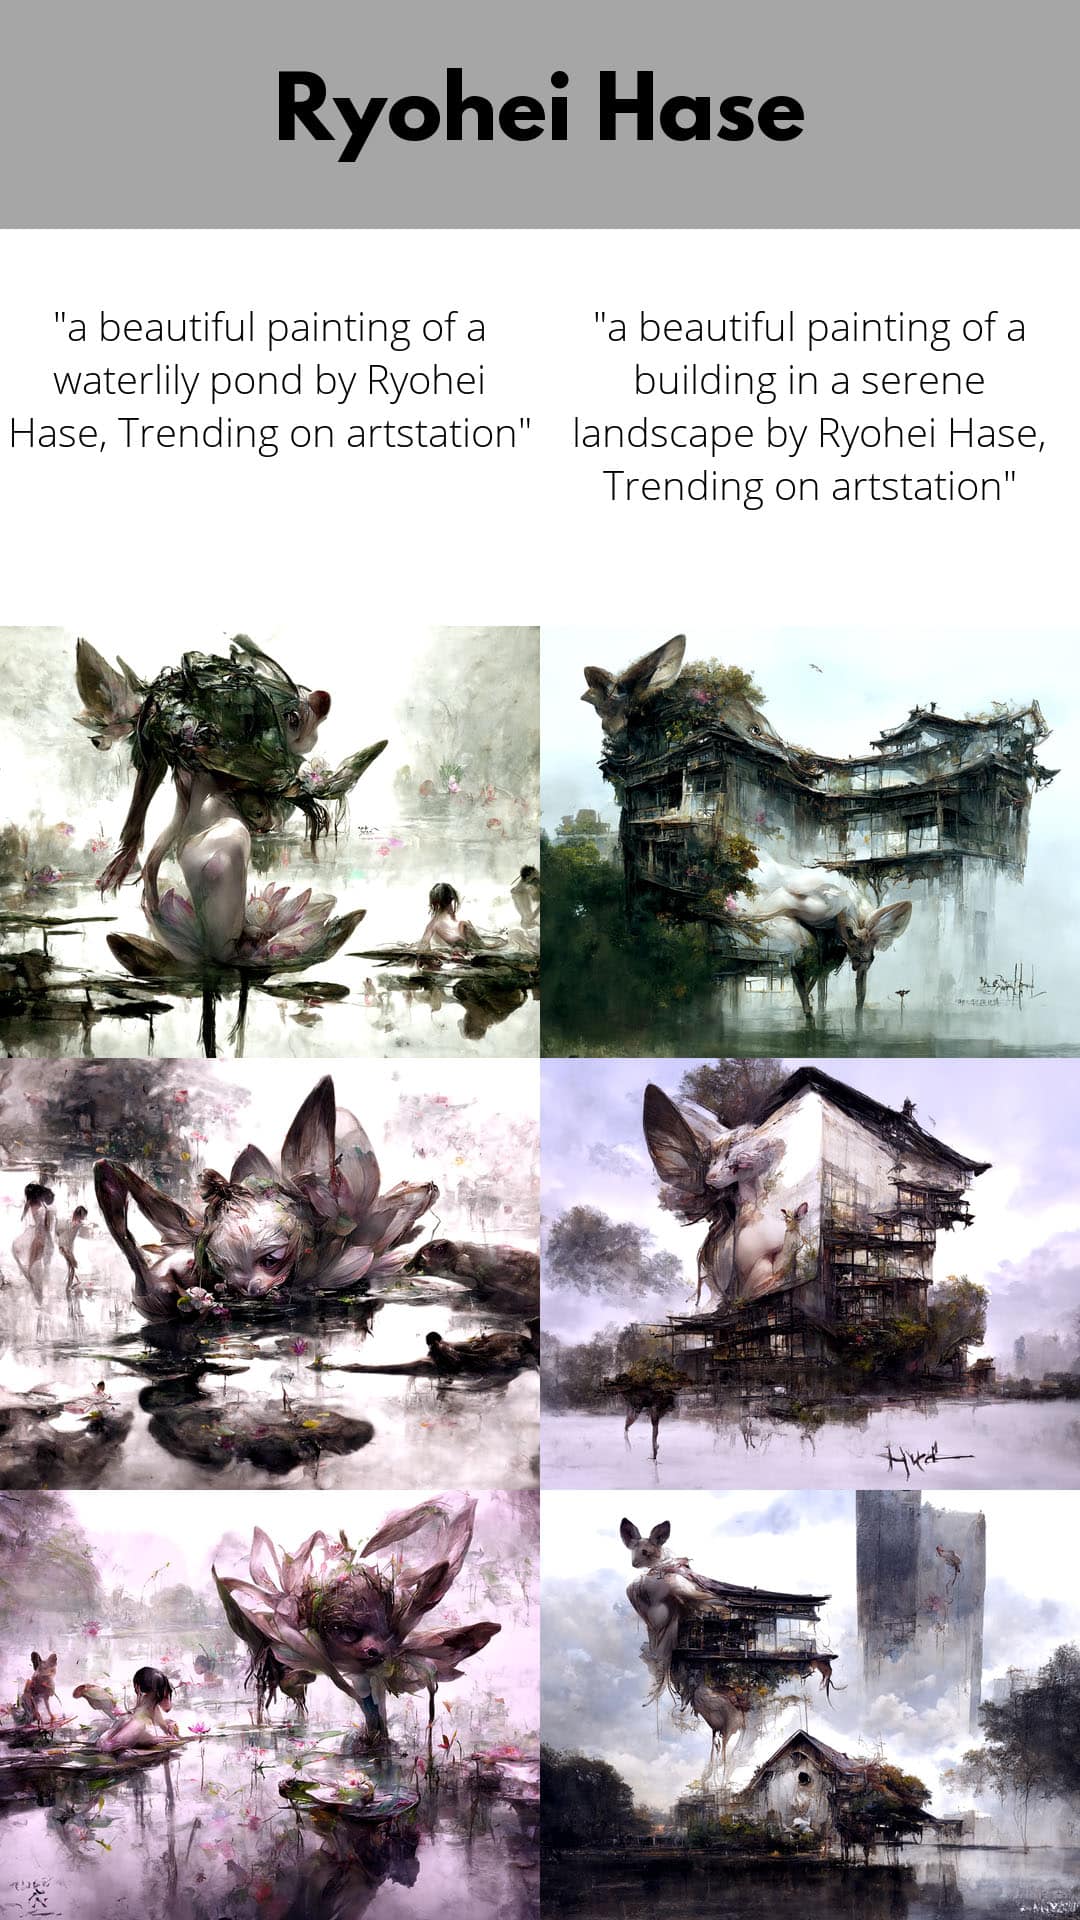 Ryohei Hase
"a beautiful painting of a
waterlily pond by Ryohei
Hase, Trending on artstation"
"a beautiful painting of a
building in a serene
landscape by Ryohei Hase,
Trending on artstation"